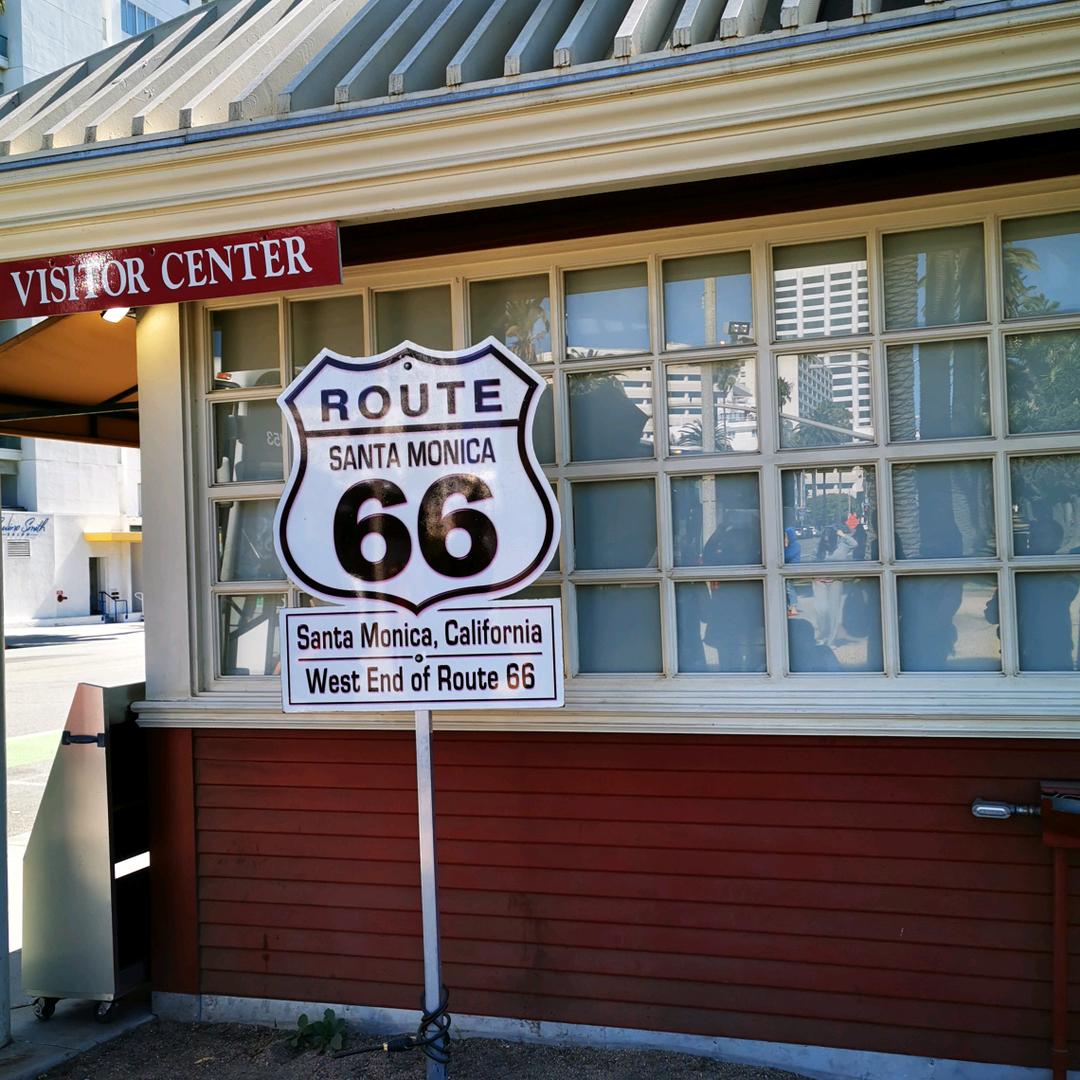 VISITOR CENTER
ROUTE
SANTA MONICA
66
Santa Monica, California
West End of Route 66